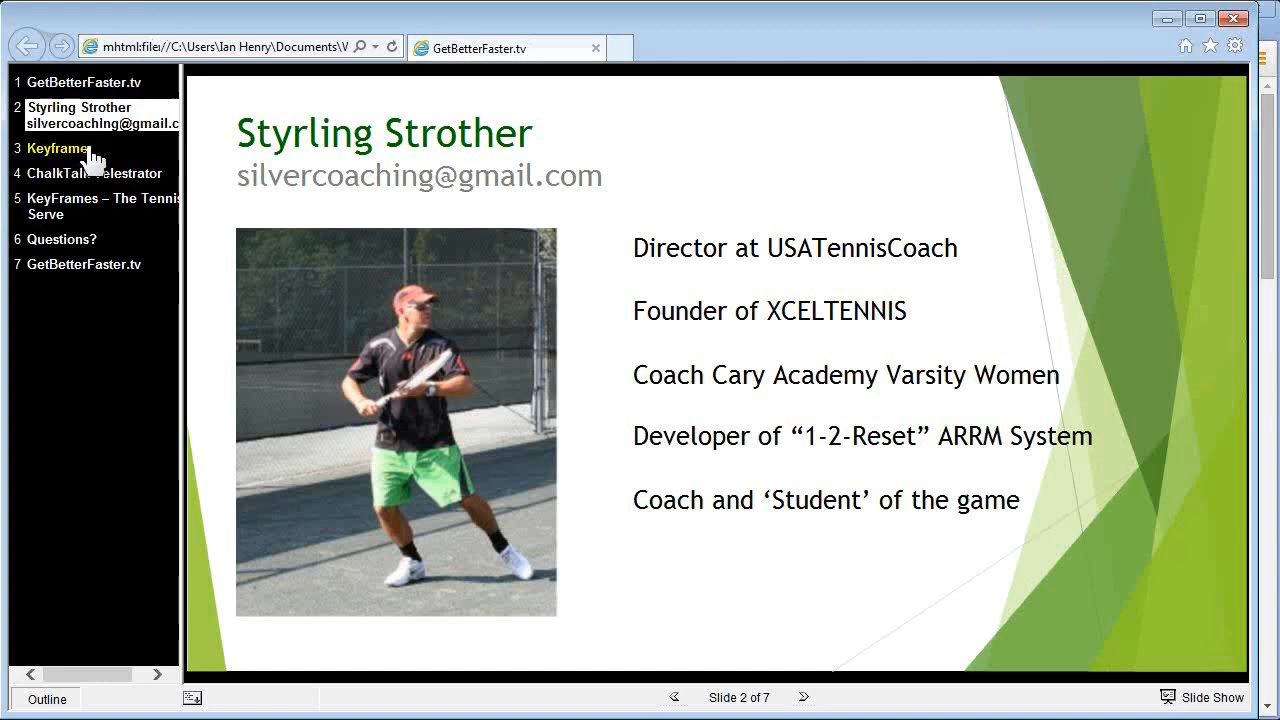 mhtml:file://C:\Users\Ian Henry\Documents\V
GetBetterFaster.tv
1 GetBetterFaster.tv
2 Styrling Strother
silvercoaching@gmail.c
3 Keyframe
4 ChalkTalk
5 KeyFrames – The Tennis
Serve
6 Questions?
7 GetBetterFaster.tv
Styrling Strother
silvercoaching@gmail.com
Director at USATennisCoach
Founder of XCELTENNIS
Coach Cary Academy Varsity Women
Developer of “1-2-Reset” ARRM System
Coach and ‘Student’ of the game
Outline
Slide 2 of 7
Slide Show